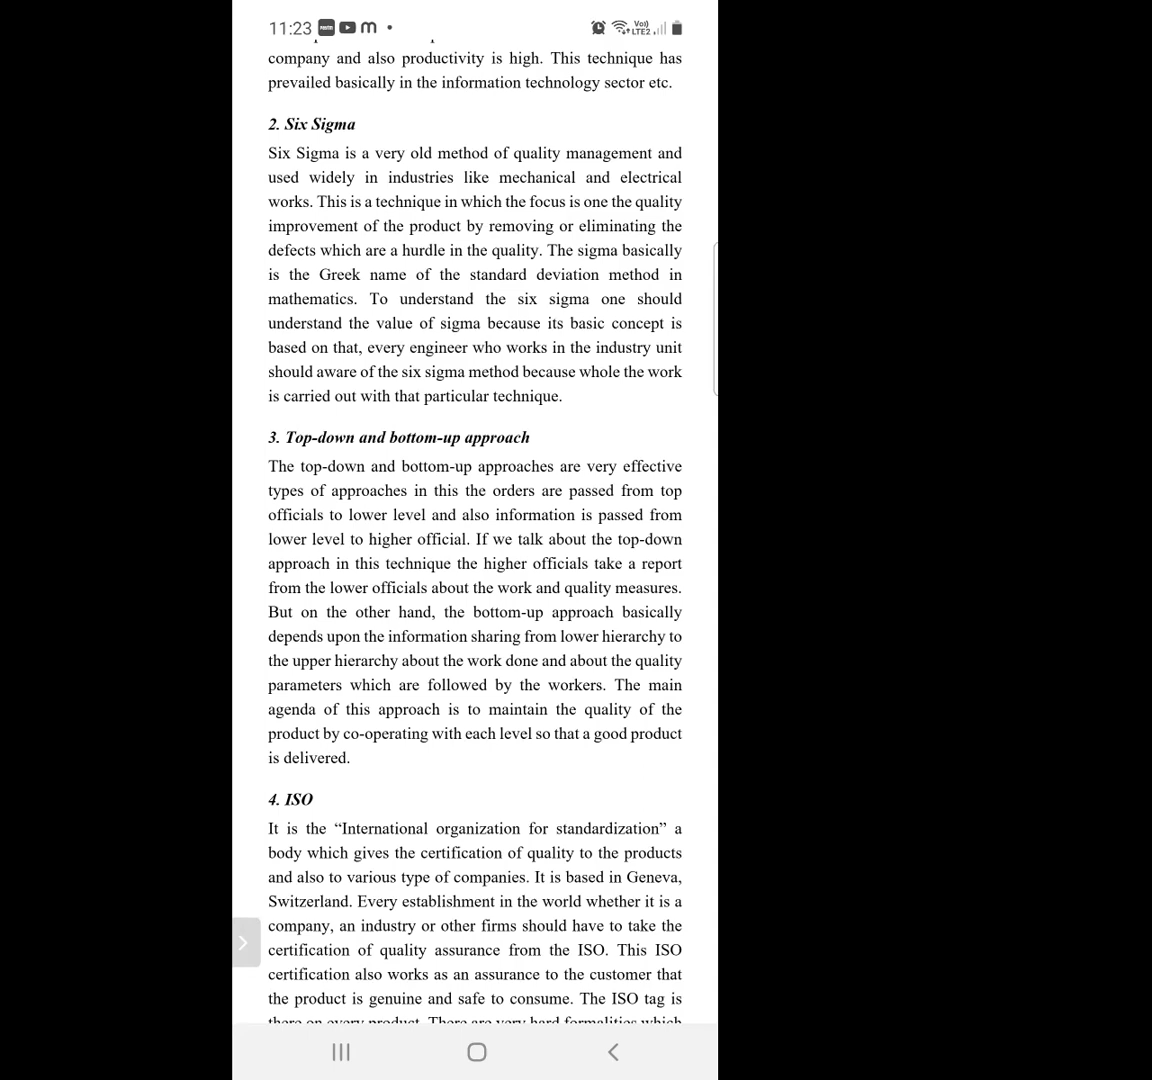 11:23
Vo))
LTE2
company and also productivity is high. This technique has
prevailed basically in the information technology sector etc.
2. Six Sigma
Six Sigma is a very old method of quality management and
used widely in industries like mechanical and electrical
works. This is a technique in which the focus is one the quality
improvement of the product by removing or eliminating the
defects which are a hurdle in the quality. The sigma basically
is the Greek name of the standard deviation method in
mathematics. To understand the six sigma one should
understand the value of sigma because its basic concept is
based on that, every engineer who works in the industry unit
should aware of the six sigma method because whole the work
is carried out with that particular technique.
3. Top-down and bottom-up approach
The top-down and bottom-up approaches are very effective
types of approaches in this the orders are passed from top
officials to lower level and also information is passed from
lower level to higher official. If we talk about the top-down
approach in this technique the higher officials take a report
from the lower officials about the work and quality measures.
But on the other hand, the bottom-up approach basically
depends upon the information sharing from lower hierarchy to
the upper hierarchy about the work done and about the quality
parameters which are followed by the workers. The main
agenda of this approach is to maintain the quality of the
product by co-operating with each level so that a good product
is delivered.
4. ISO
It is the “International organization for standardization” a
body which gives the certification of quality to the products
and also to various type of companies. It is based in Geneva,
Switzerland. Every establishment in the world whether it is a
company, an industry or other firms should have to take the
certification of quality assurance from the ISO. This ISO
certification also works as an assurance to the customer that
the product is genuine and safe to consume. The ISO tag is
there on every product. There are very hard formalities which